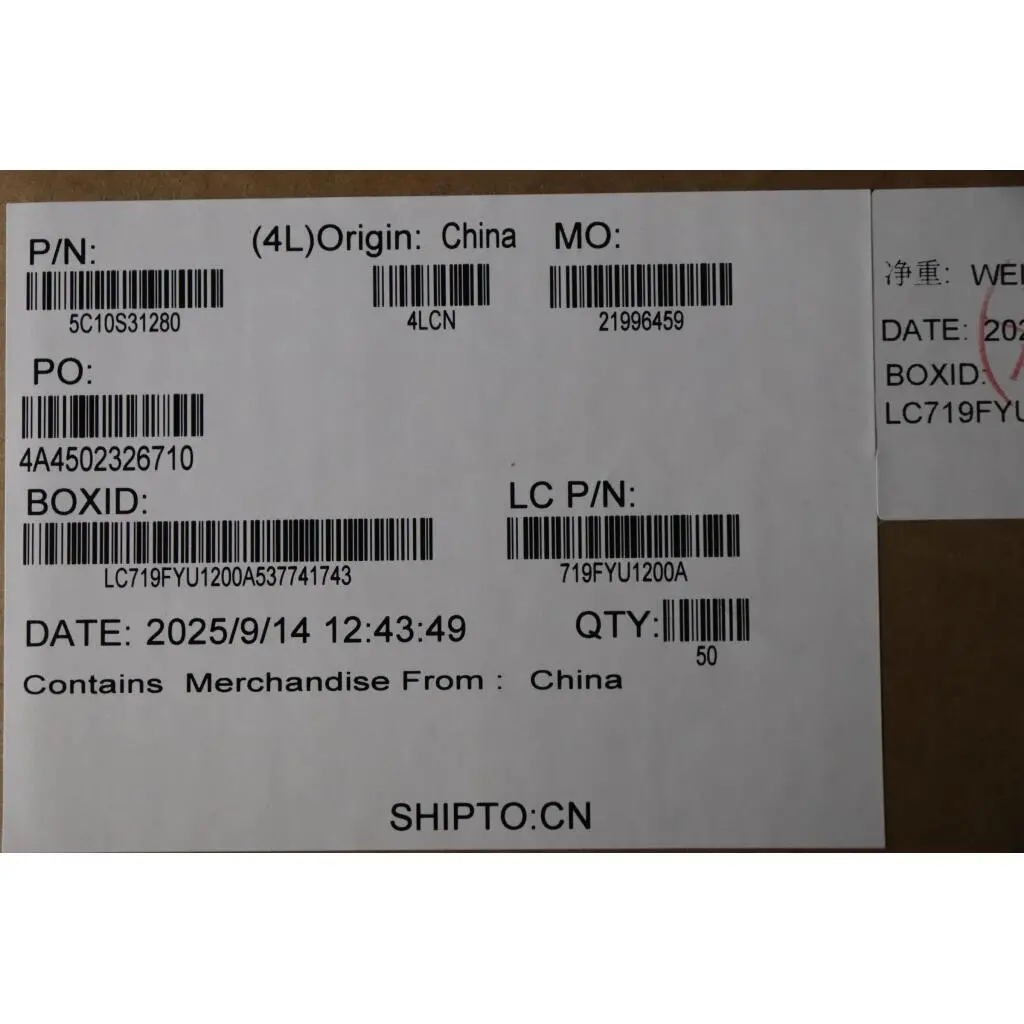 P/N:
(4L)Origin: China
MO:
5C10S31280
4LCN
21996459
PO:
4A4502326710
BOXID:
LC P/N:
LC719FYU1200A537741743
719FYU1200A
DATE: 2025/9/14 12:43:49
QTY:
50
Contains Merchandise From : China
SHIPTO:CN
净重:
DATE: 202
BOXID:
LC719FYU